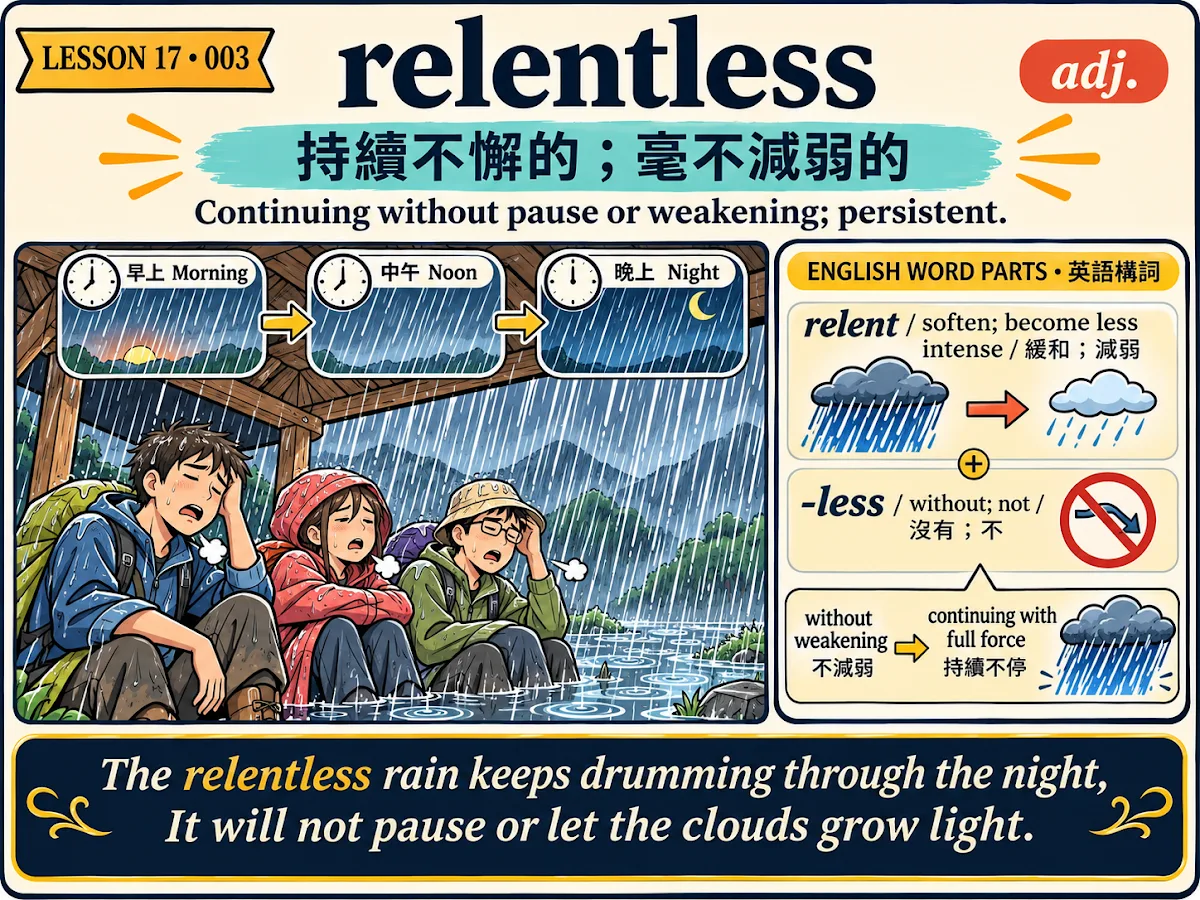 LESSON 17 • 003
relentless
adj.
持續不懈的；毫不減弱的
Continuing without pause or weakening; persistent.
早上 Morning
中午 Noon
晚上 Night
ENGLISH WORD PARTS • 英語構詞
relent / soften; become less
intense / 緩和；減弱
+
-less / without; not /
沒有；不
without
weakening
不減弱
continuing with
full force
持續不停
The relentless rain keeps drumming through the night,
It will not pause or let the clouds grow light.